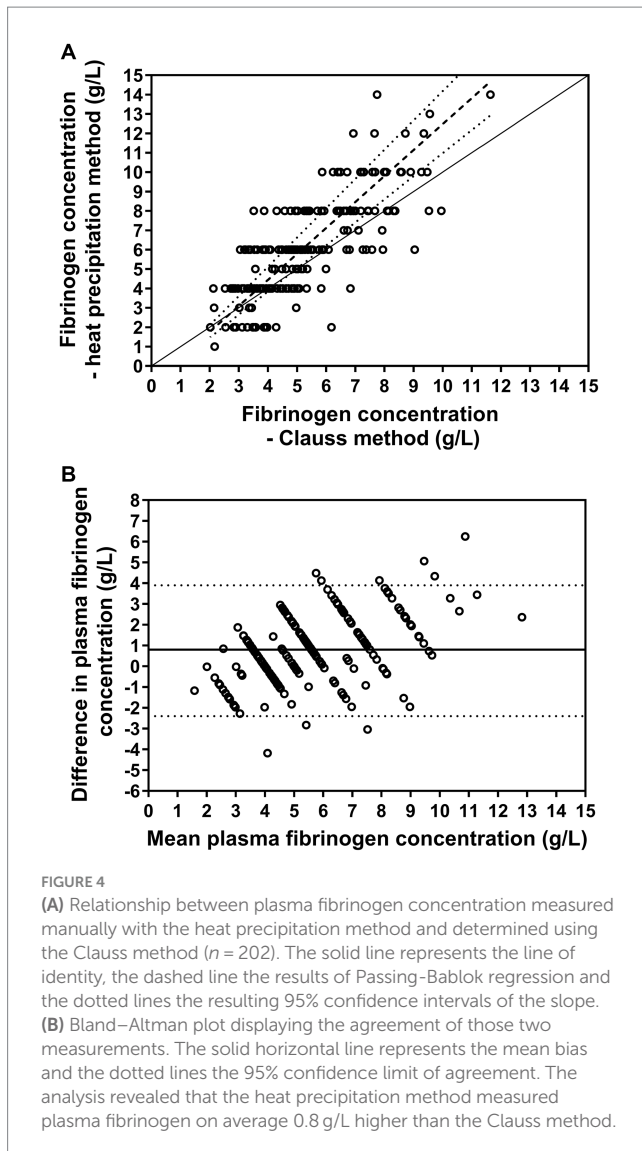 A
Fibrinogen concentration
- heat precipitation method (g/L)
15
14
13
12
11
10
9
8
7
6
5
4
3
2
1
0
0 1 2 3 4 5 6 7 8 9 10 11 12 13 14 15
Fibrinogen concentration
- Clauss method (g/L)
B
Difference in plasma fibrinogen
concentration (g/L)
8
7
6
5
4
3
2
1
0
-1
-2
-3
-4
-5
-6
0 1 2 3 4 5 6 7 8 9 10 11 12 13 14 15
Mean plasma fibrinogen concentration (g/L)
FIGURE 4
(A) Relationship between plasma fibrinogen concentration measured
manually with the heat precipitation method and determined using
the Clauss method (n = 202). The solid line represents the line of
identity, the dashed line the results of Passing-Bablok regression and
the dotted lines the resulting 95% confidence intervals of the slope.
(B) Bland–Altman plot displaying the agreement of those two
measurements. The solid horizontal line represents the mean bias
and the dotted lines the 95% confidence limit of agreement. The
analysis revealed that the heat precipitation method measured
plasma fibrinogen on average 0.8 g/L higher than the Clauss method.